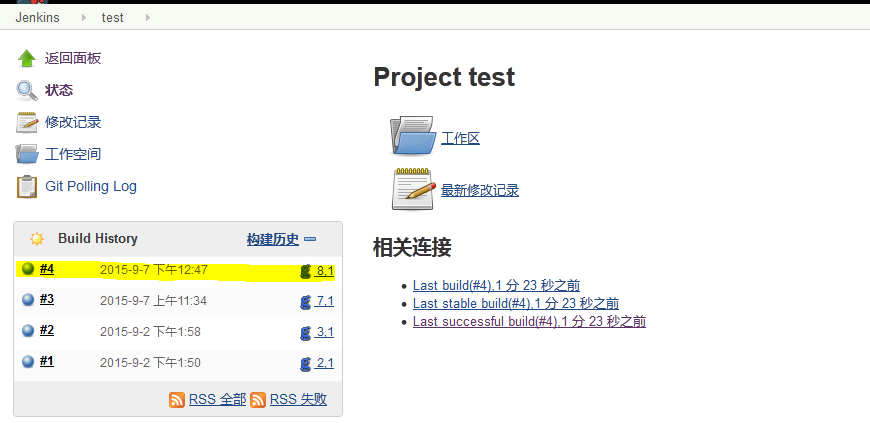 Jenkins test
返回面板
状态
修改记录
工作空间
Git Polling Log
Build History 构建历史
#4 2015-9-7 下午12:47 8,1
#3 2015-9-7 上午11:34 7,1
#2 2015-9-2 下午1:58 3,1
#1 2015-9-2 下午1:50 2,1
RSS 全部 RSS 失败
Project test
工作区
最新修改记录
相关连接
Last build(#4),1 分 23 秒之前
Last stable build(#4),1 分 23 秒之前
Last successful build(#4),1 分 23 秒之前